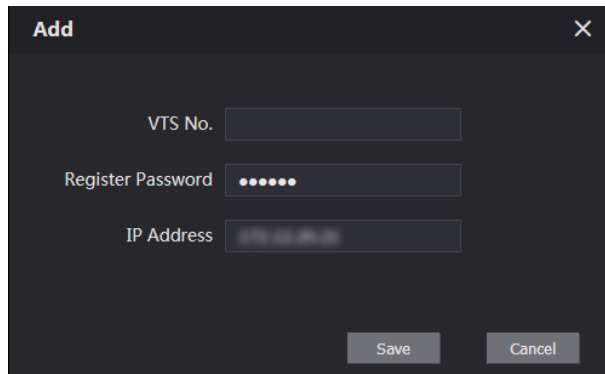 Add
VTS No.
Register Password ●●●●●●
IP Address
Save Cancel